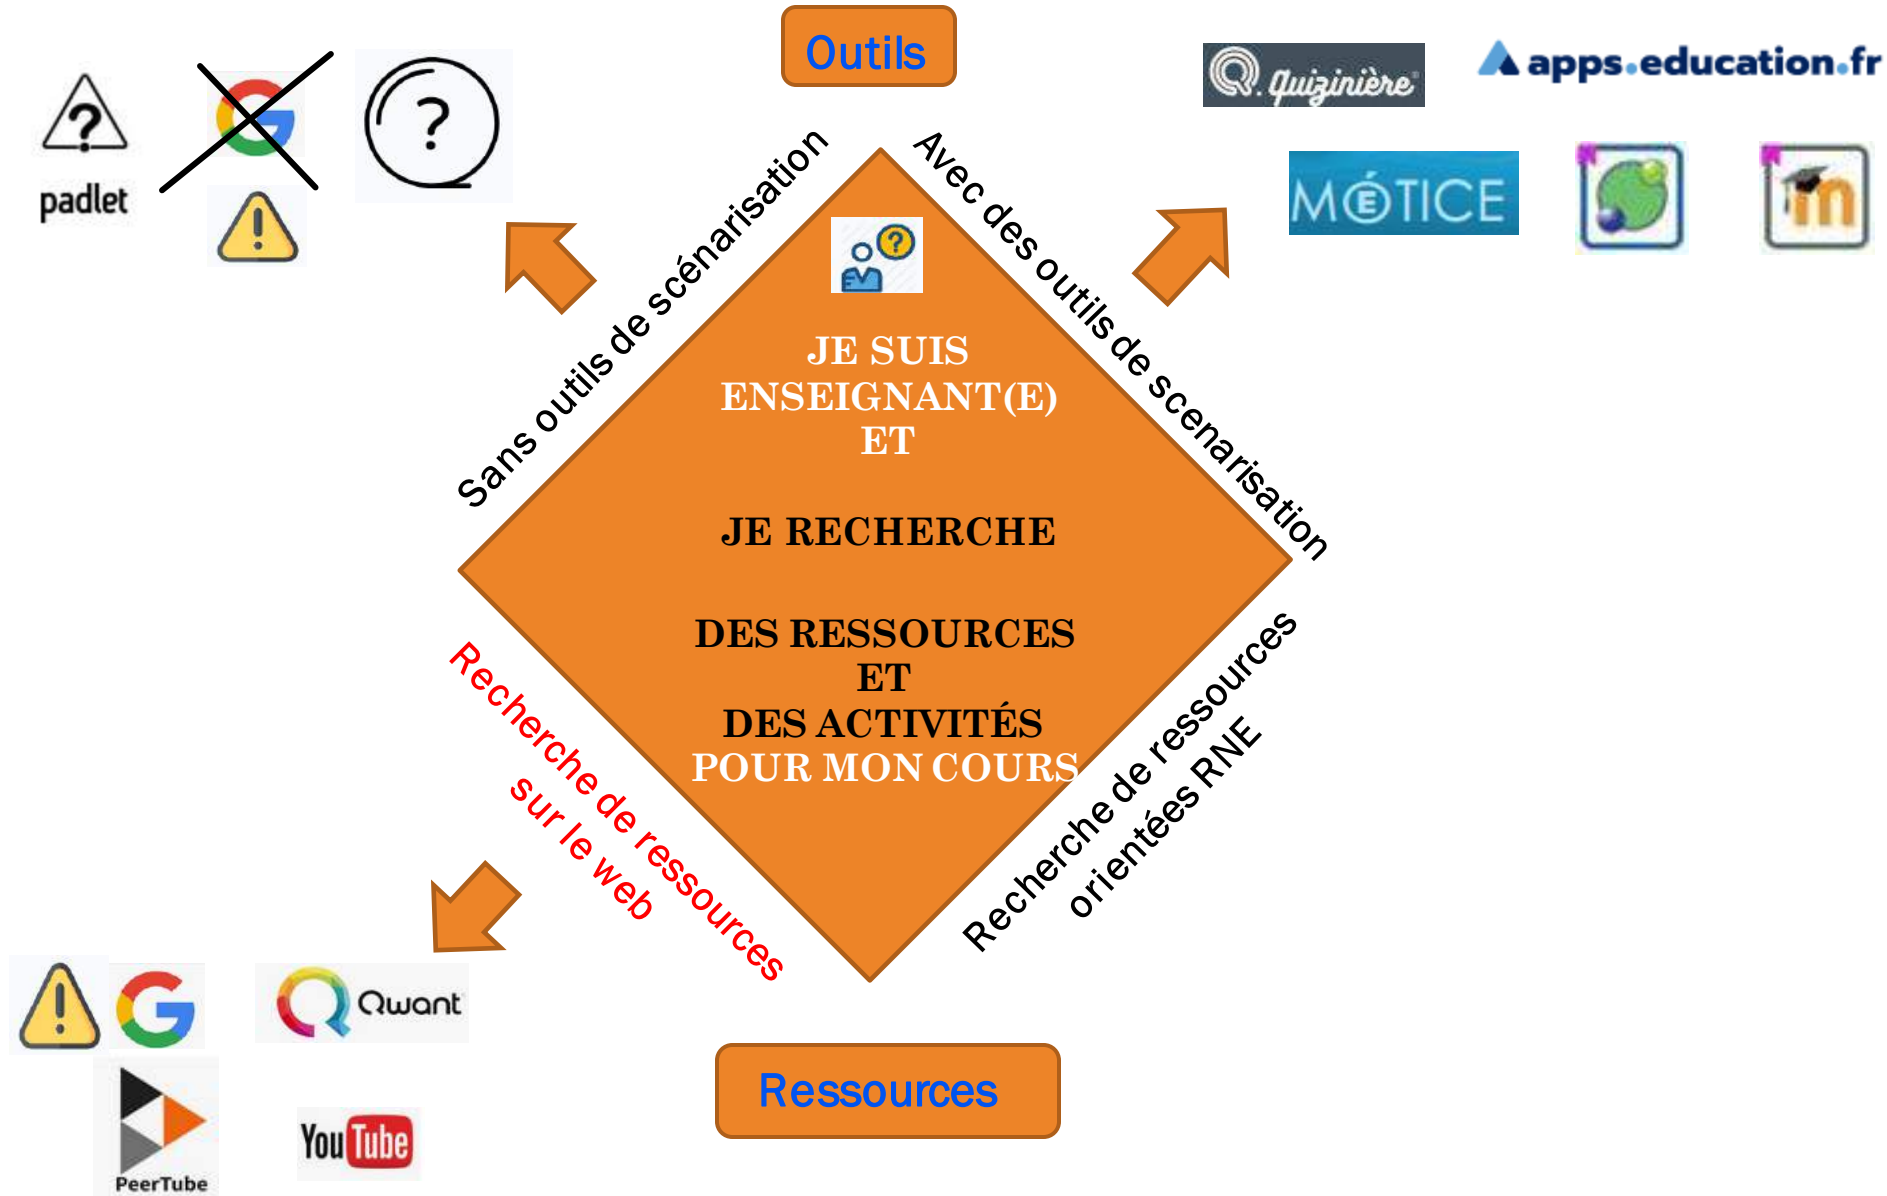 Outils
Quizinière
apps.education.fr
?
padlet
?
MÉTICE
Sans outils de scénarisation
Avec des outils de scenarisation
?
JE SUIS
ENSEIGNANT(E)
ET
JE RECHERCHE
DES RESSOURCES
ET
DES ACTIVITÉS
POUR MON COURS
Recherche de ressources
sur le web
Recherche de ressources
orientées RNE
Qwant
PeerTube
YouTube
Ressources